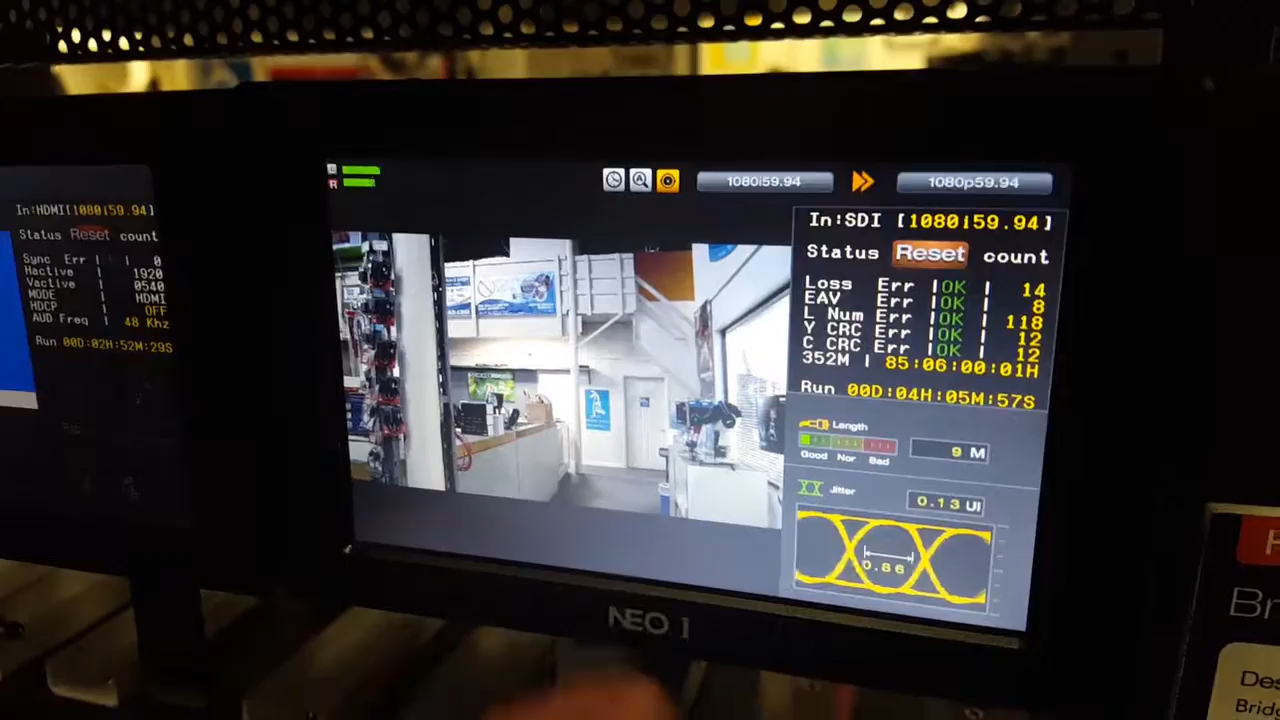 In:HDMI[1080i59.94]
Status Reset count
Sync Err | | 0
Hactive | 1920
Vactive | 0540
MODE | HDMI
HDCP | OFF
AUD Freq | 48 Khz
Run 00D:02H:52M:29S
R
1080i59.94
1080p59.94
In:SDI [1080i59.94]
Status Reset count
Loss Err |OK | 14
EAV Err |OK | 8
L Num Err |OK | 118
Y CRC Err |OK | 12
C CRC Err |OK | 12
352M | 85:06:00:01H
Run 00D:04H:05M:57S
Length
Good Nor Bad
9 M
Jitter
0.13 UI
0.86
NEO 1
Des